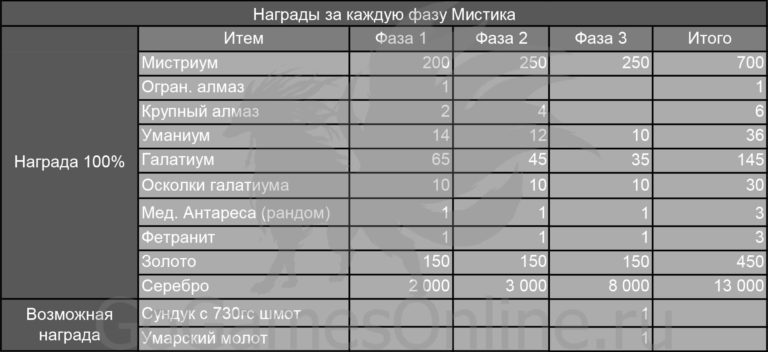 Награды за каждую фазу Мистика
Итем Фаза 1 Фаза 2 Фаза 3 Итого
Награда 100%
Мистриум 200 250 250 700
Огран. алмаз 1 1
Крупный алмаз 2 4 6
Уманиум 14 12 10 36
Галатиум 65 45 35 145
Осколки галатиума 10 10 10 30
Мед. Антареса (рандом) 1 1 1 3
Фетранит 1 1 1 3
Золото 150 150 150 450
Серебро 2 000 3 000 8 000 13 000
Возможная
награда
Сундук с 730гс шмот 1
Умарский молот 1
GoGamesOnline.ru